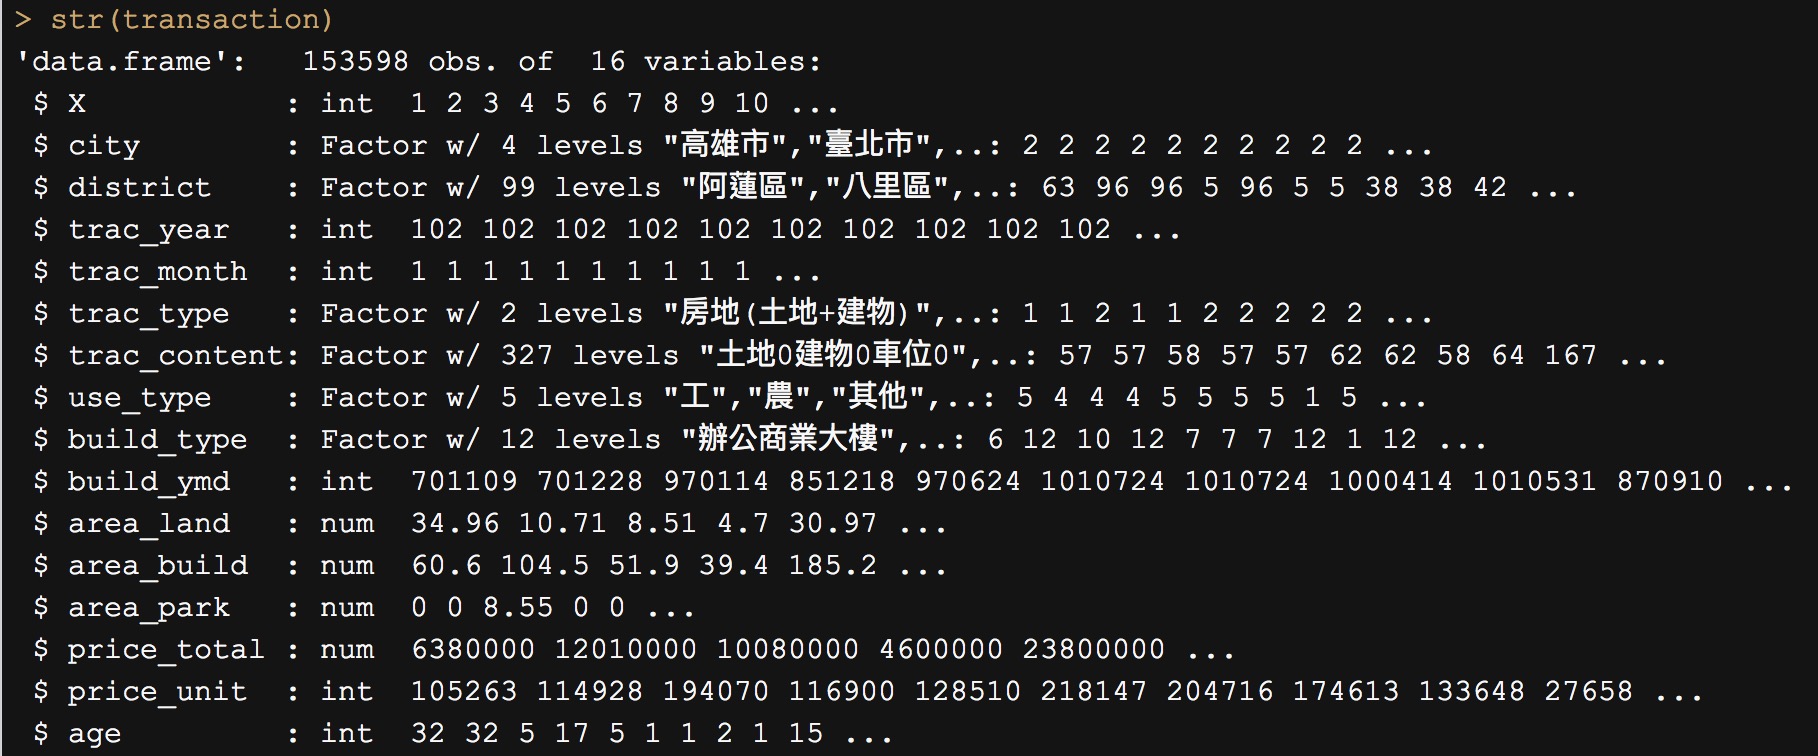 > str(transaction)
'data.frame':   153598 obs. of  16 variables:
 $ X           : int  1 2 3 4 5 6 7 8 9 10 ...
 $ city        : Factor w/ 4 levels "高雄市","臺北市",..: 2 2 2 2 2 2 2 2 2 2 ...
 $ district    : Factor w/ 99 levels "阿蓮區","八里區",..: 63 96 96 5 96 5 5 38 38 42 ...
 $ trac_year   : int  102 102 102 102 102 102 102 102 102 102 ...
 $ trac_month  : int  1 1 1 1 1 1 1 1 1 1 ...
 $ trac_type   : Factor w/ 2 levels "房地(土地+建物)",..: 1 1 2 1 1 2 2 2 2 2 ...
 $ trac_content: Factor w/ 327 levels "土地0建物0車位0",..: 57 57 58 57 57 62 62 58 64 167 ...
 $ use_type    : Factor w/ 5 levels "工","農","其他",..: 5 4 4 4 5 5 5 5 1 5 ...
 $ build_type  : Factor w/ 12 levels "辦公商業大樓",..: 6 12 10 12 7 7 7 12 1 12 ...
 $ build_ymd   : int  701109 701228 970114 851218 970624 1010724 1010724 1000414 1010531 870910 ...
 $ area_land   : num  34.96 10.71 8.51 4.7 30.97 ...
 $ area_build  : num  60.6 104.5 51.9 39.4 185.2 ...
 $ area_park   : num  0 0 8.55 0 0 ...
 $ price_total : num  6380000 12010000 10080000 4600000 23800000 ...
 $ price_unit  : int  105263 114928 194070 116900 128510 218147 204716 174613 133648 27658 ...
 $ age         : int  32 32 5 17 5 1 1 2 1 15 ...